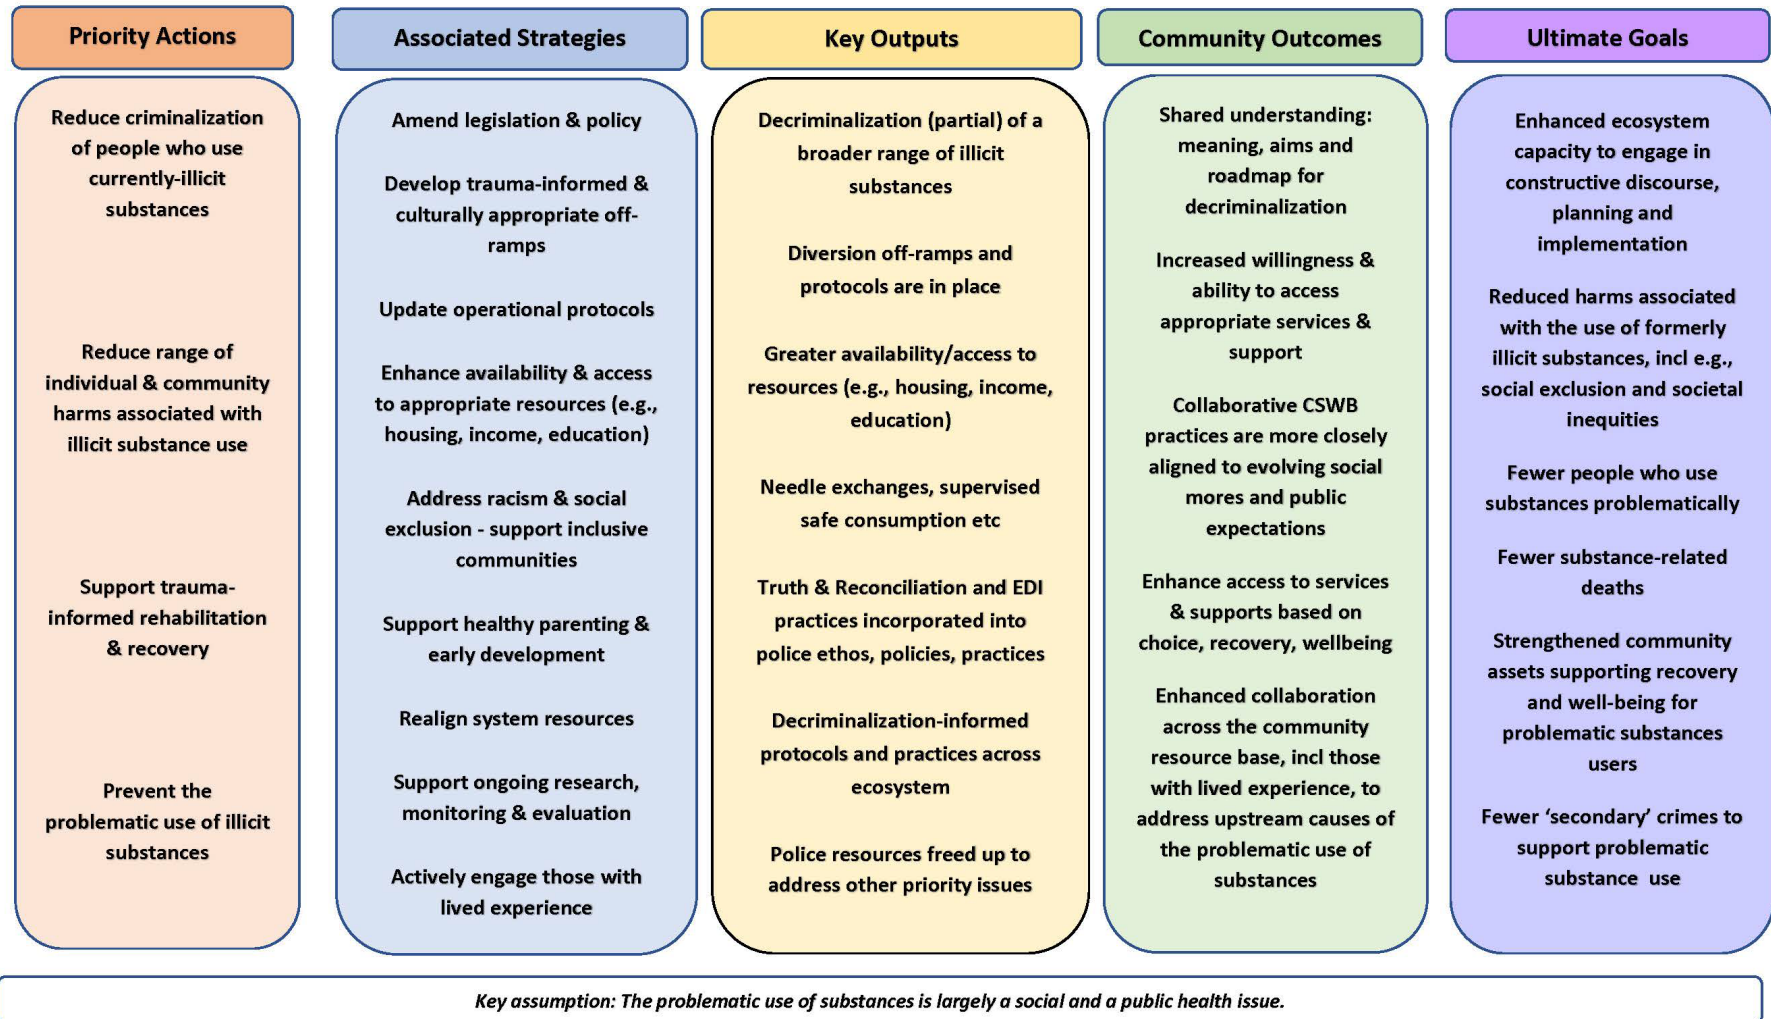 Priority Actions
Reduce criminalization
of people who use
currently-illicit
substances
Reduce range of
individual & community
harms associated with
illicit substance use
Support trauma-
informed rehabilitation
& recovery
Prevent the
problematic use of illicit
substances
Associated Strategies
Amend legislation & policy
Develop trauma-informed &
culturally appropriate off-
ramps
Update operational protocols
Enhance availability & access
to appropriate resources (e.g.,
housing, income, education)
Address racism & social
exclusion - support inclusive
communities
Support healthy parenting &
early development
Realign system resources
Support ongoing research,
monitoring & evaluation
Actively engage those with
lived experience
Key Outputs
Decriminalization (partial) of a
broader range of illicit
substances
Diversion off-ramps and
protocols are in place
Greater availability/access to
resources (e.g., housing, income,
education)
Needle exchanges, supervised
safe consumption etc
Truth & Reconciliation and EDI
practices incorporated into
police ethos, policies, practices
Decriminalization-informed
protocols and practices across
ecosystem
Police resources freed up to
address other priority issues
Community Outcomes
Shared understanding:
meaning, aims and
roadmap for
decriminalization
Increased willingness &
ability to access
appropriate services &
support
Collaborative CSWB
practices are more closely
aligned to evolving social
mores and public
expectations
Enhance access to services
& supports based on
choice, recovery, wellbeing
Enhanced collaboration
across the community
resource base, incl those
with lived experience, to
address upstream causes of
the problematic use of
substances
Ultimate Goals
Enhanced ecosystem
capacity to engage in
constructive discourse,
planning and
implementation
Reduced harms associated
with the use of formerly
illicit substances, incl e.g.,
social exclusion and societal
inequities
Fewer people who use
substances problematically
Fewer substance-related
deaths
Strengthened community
assets supporting recovery
and well-being for
problematic substances
users
Fewer ‘secondary’ crimes to
support problematic
substance use
Key assumption: The problematic use of substances is largely a social and a public health issue.